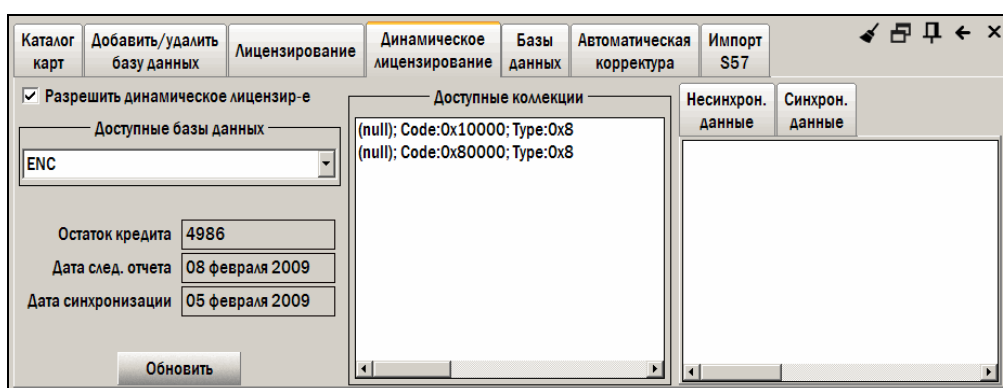 Каталог
карт
Добавить/удалить
базу данных
Лицензирование
Динамическое
лицензирование
Базы
данных
Автоматическая
корректура
Импорт
S57
Разрешить динамическое лицензир-е
Доступные базы данных
ENC
Остаток кредита 4986
Дата след. отчета 08 февраля 2009
Дата синхронизации 05 февраля 2009
Обновить
Доступные коллекции
(null); Code:0x10000; Type:0x8
(null); Code:0x80000; Type:0x8
Несинхрон.
данные
Синхрон.
данные